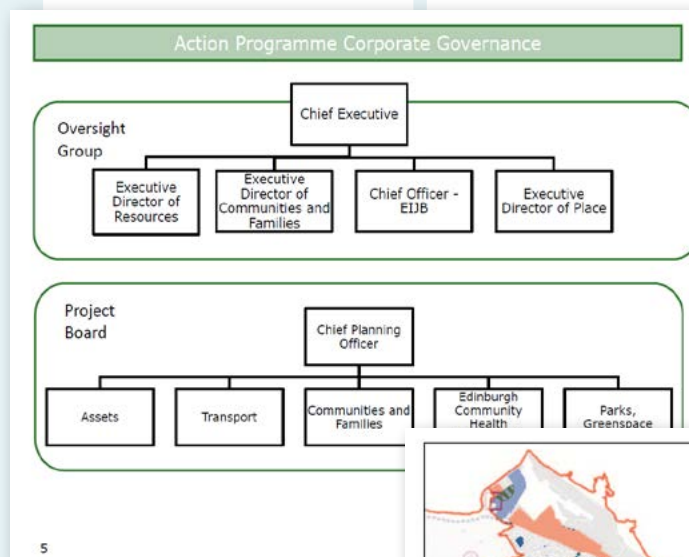 Action Programme Corporate Governance
Chief Executive
Oversight
Group
Executive
Director of
Resources
Executive
Director of
Communities and
Families
Chief Officer -
EIJB
Executive
Director of Place
Project
Board
Chief Planning
Officer
Assets
Transport
Communities and
Families
Edinburgh
Community
Health
Parks,
Greenspace
5